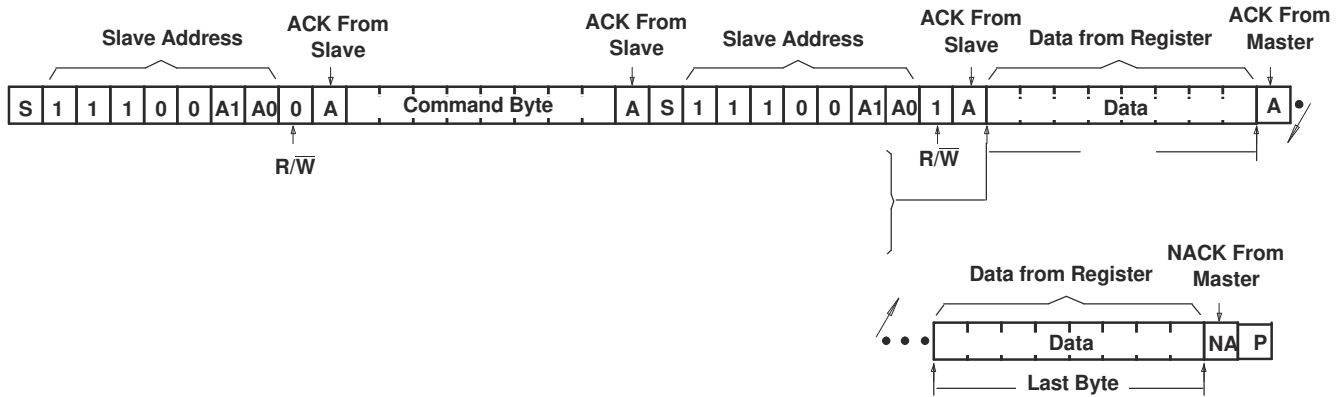 Slave Address
ACK From
Slave
ACK From
Slave
Slave Address
ACK From
Slave
Data from Register
ACK From
Master
S 1 1 1 0 0 A1 A0 0 A Command Byte A S 1 1 1 0 0 A1 A0 1 A Data A
R/W̅
R/W̅
Data from Register
NACK From
Master
Data NA P
Last Byte